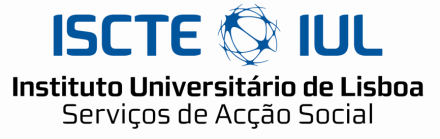 ISCTE IUL
Instituto Universitário de Lisboa
Serviços de Acção Social